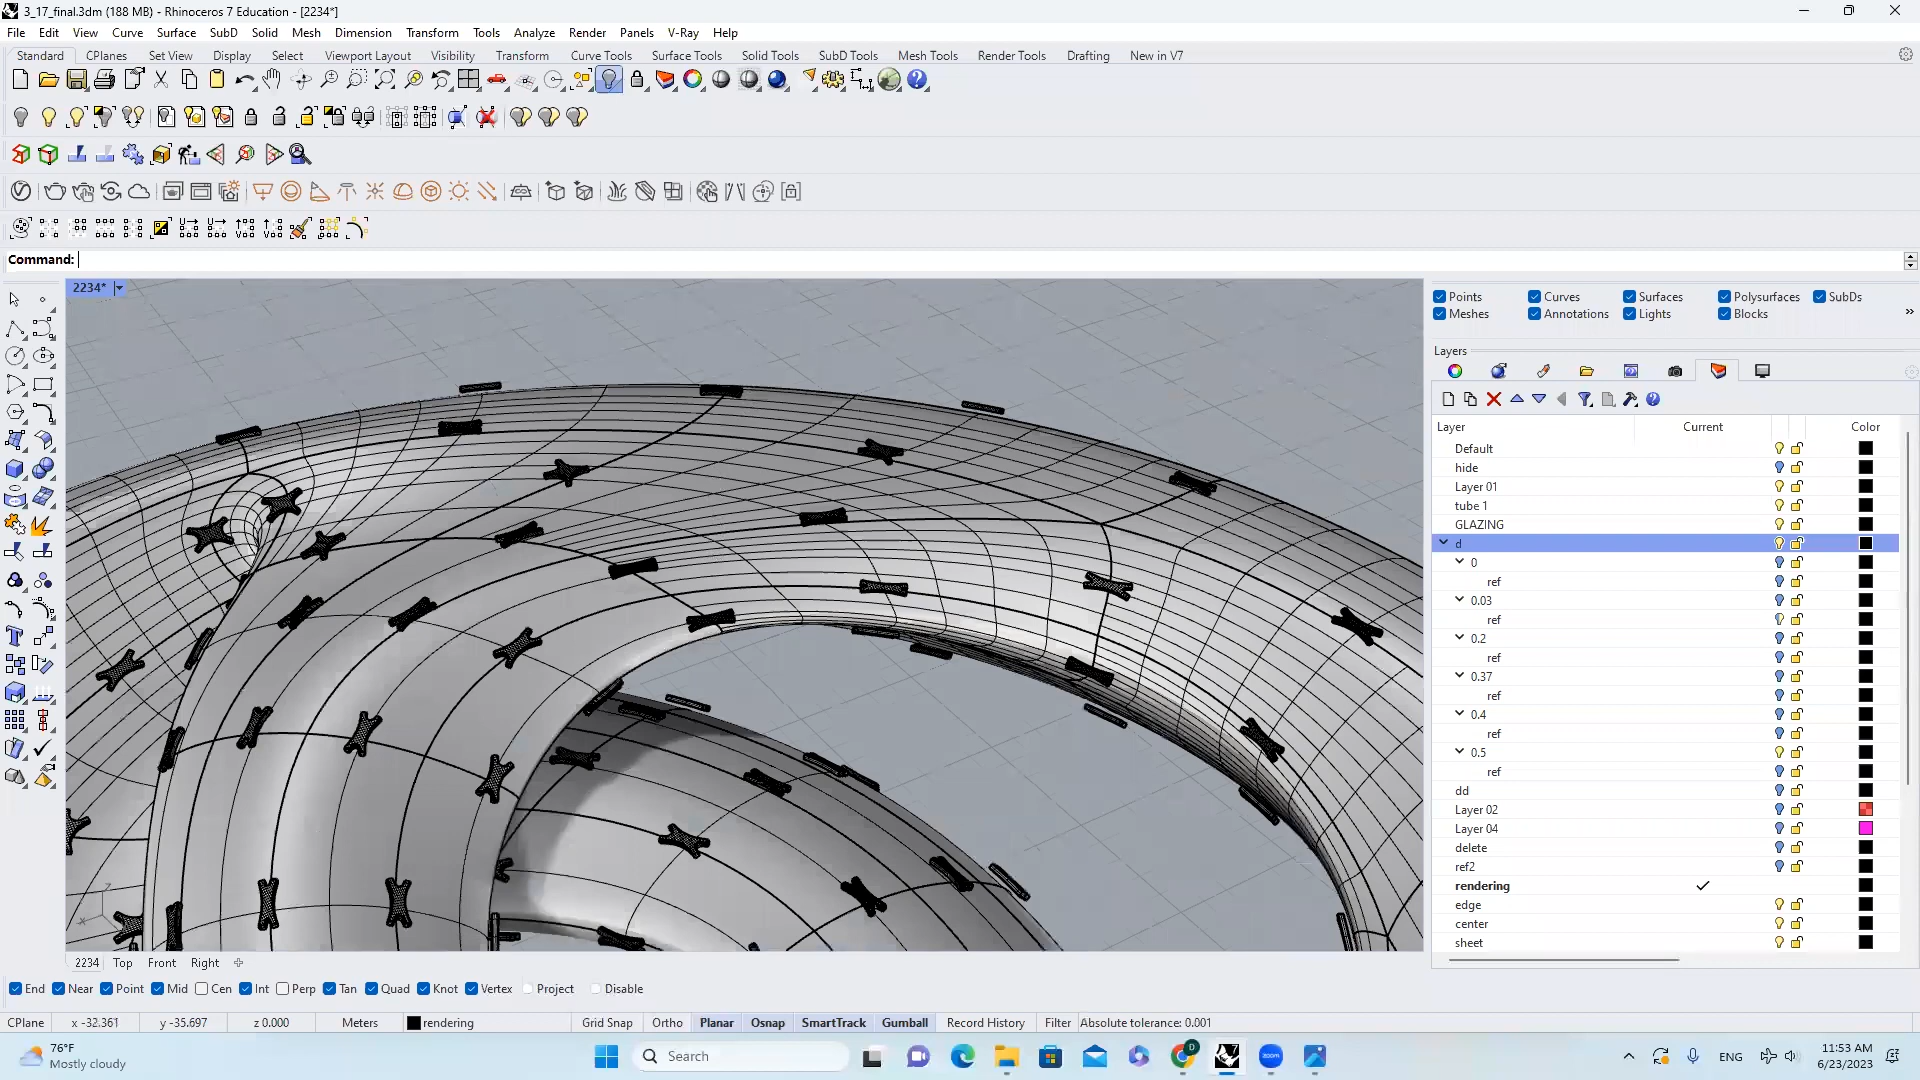 3_17_final.3dm (188 MB) - Rhinoceros 7 Education - [2234*]
File Edit View Curve Surface SubD Solid Mesh Dimension Transform Tools Analyze Render Panels V-Ray Help
Standard CPlanes Set View Display Select Viewport Layout Visibility Transform Curve Tools Surface Tools Solid Tools SubD Tools Mesh Tools Render Tools Drafting New in V7
Command:
2234*
Points Curves Surfaces Polysurfaces SubDs
Meshes Annotations Lights Blocks
Layers
Layer Current Color
Default
hide
Layer 01
tube 1
GLAZING
d
0
ref
0.03
ref
0.2
ref
0.37
ref
0.4
ref
0.5
ref
dd
Layer 02
Layer 04
delete
ref2
rendering
edge
center
sheet
2234 Top Front Right
End Near Point Mid Cen Int Perp Tan Quad Knot Vertex Project Disable
CPlane x -32.361 y -35.697 z 0.000 Meters rendering Grid Snap Ortho Planar Osnap SmartTrack Gumball Record History Filter Absolute tolerance: 0.001
76°F
Mostly cloudy
Search
zoom
ENG
11:53 AM
6/23/2023